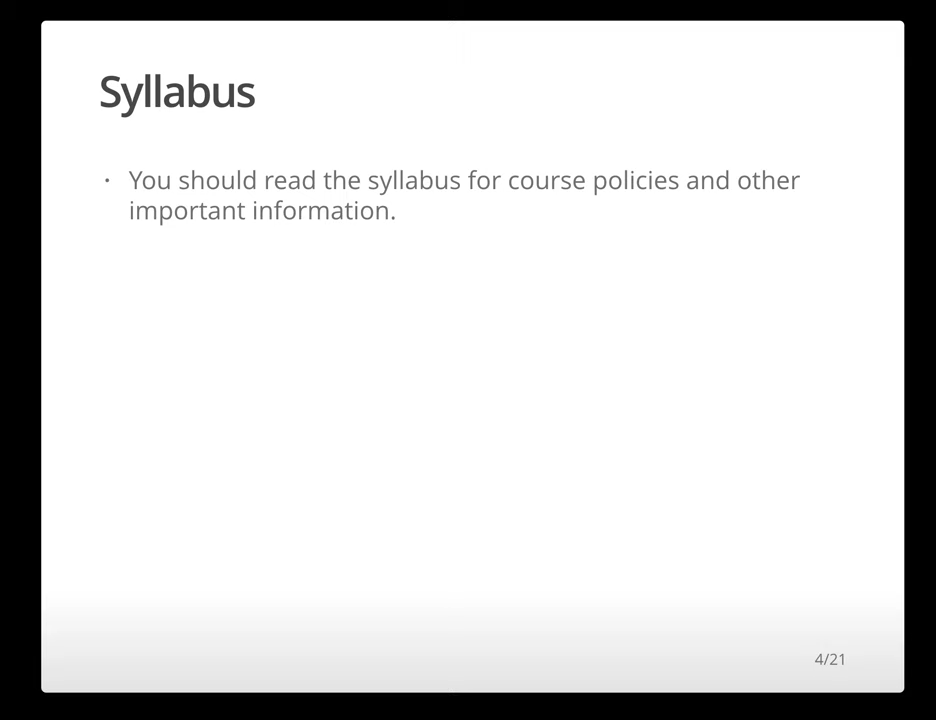 Syllabus
· You should read the syllabus for course policies and other
important information.
4/21